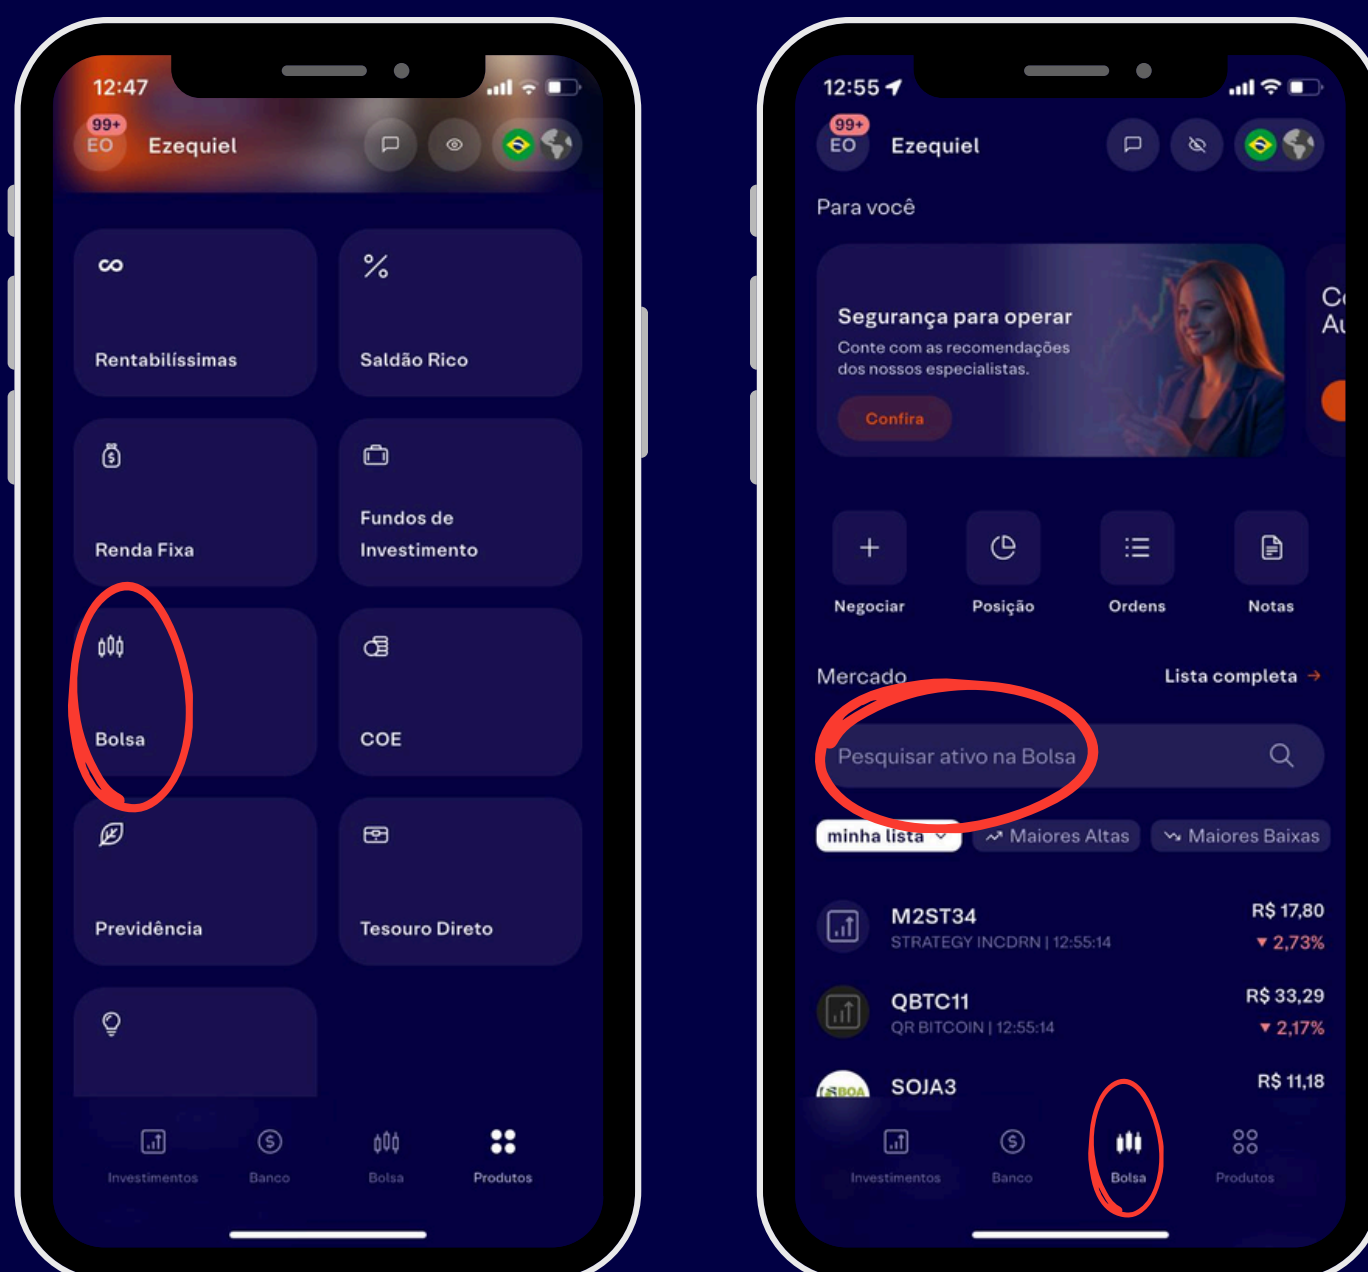 12:47
99+
EO
Ezequiel
Rentabilíssimas
Saldão Rico
Renda Fixa
Fundos de
Investimento
Bolsa
COE
Previdência
Tesouro Direto
Investimentos
Banco
Bolsa
Produtos
12:55
99+
EO
Ezequiel
Para você
Segurança para operar
Conte com as recomendações
dos nossos especialistas.
Confira
Negociar
Posição
Ordens
Notas
Mercado
Lista completa →
Pesquisar ativo na Bolsa
minha lista
Maiores Altas
Maiores Baixas
M2ST34
R$ 17,80
STRATEGY INCDRN | 12:55:14
▼ 2,73%
QBTC11
R$ 33,29
QR BITCOIN | 12:55:14
▼ 2,17%
SOJA3
R$ 11,18
Investimentos
Banco
Bolsa
Produtos